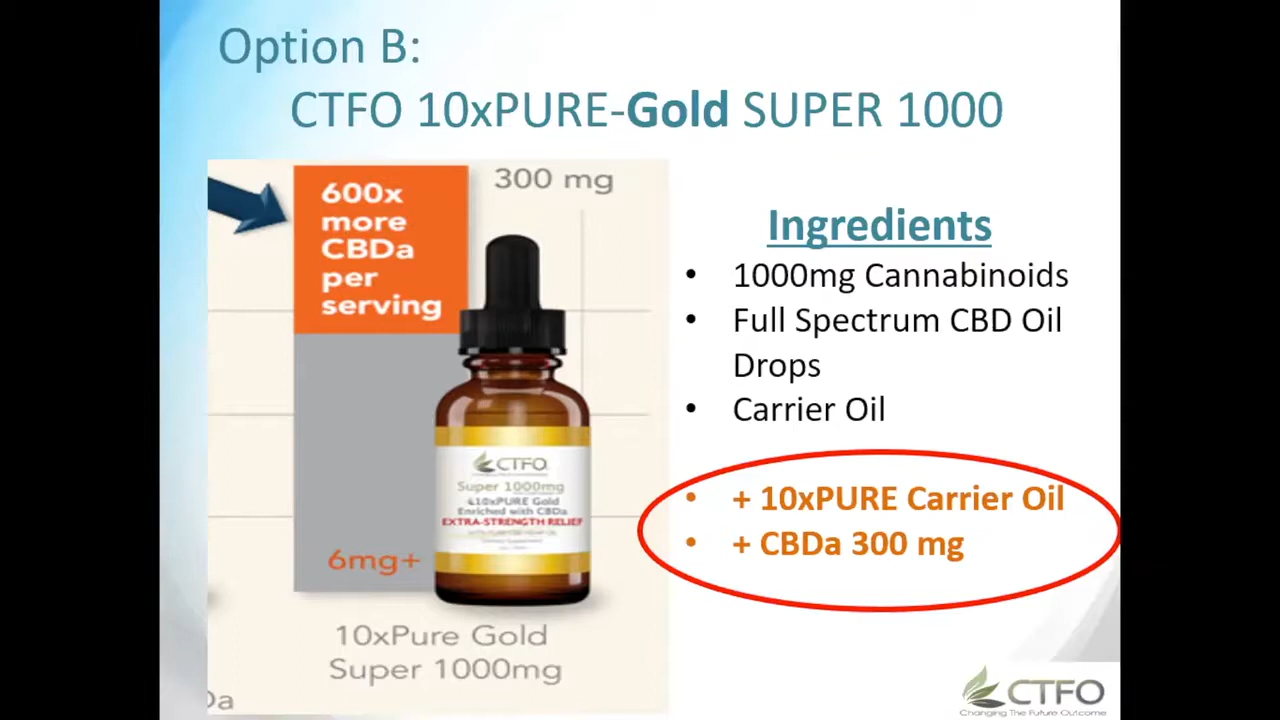 Option B:
CTFO 10xPURE-Gold SUPER 1000
600x
more
CBDa
per
serving
300 mg
CTFO
Super 1000mg
10xPURE Gold
Enriched with CBDa
EXTRA-STRENGTH RELIEF
6mg+
10xPure Gold
Super 1000mg
Da
Ingredients
• 1000mg Cannabinoids
• Full Spectrum CBD Oil
Drops
• Carrier Oil
• + 10xPURE Carrier Oil
• + CBDa 300 mg
CTFO
Changing The Future Outcome